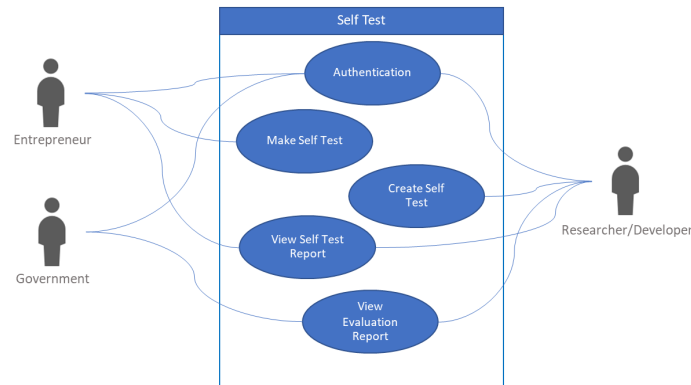 Self Test
Authentication
Entrepreneur
Make Self Test
Create Self
Test
Researcher/Developer
View Self Test
Report
Government
View
Evaluation
Report